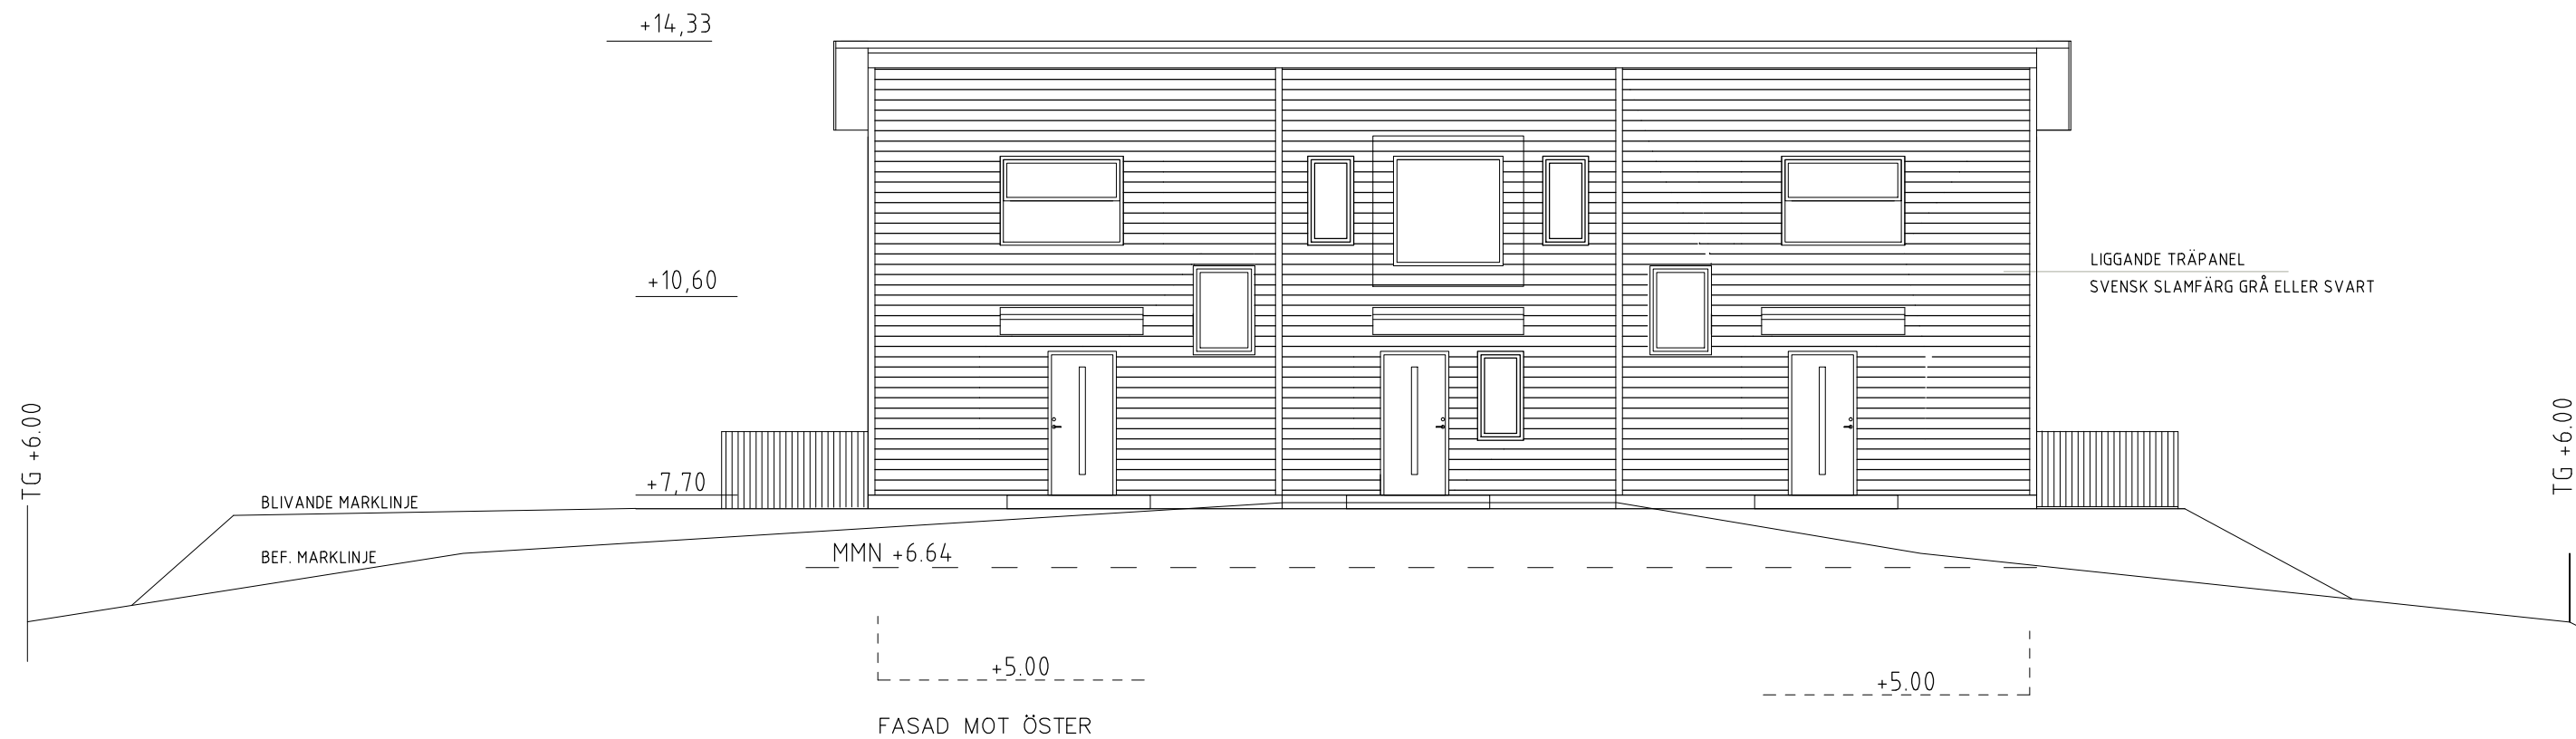 +14,33
LIGGANDE TRÄPANEL
+10,60
SVENSK SLAMFÄRG GRÅ ELLER SVART
TG +6.00
TG +6.00
+7,70
BLIVANDE MARKLINJE
MMN +6.64
BEF. MARKLINJE
+5.00
+5.00
FASAD MOT ÖSTER